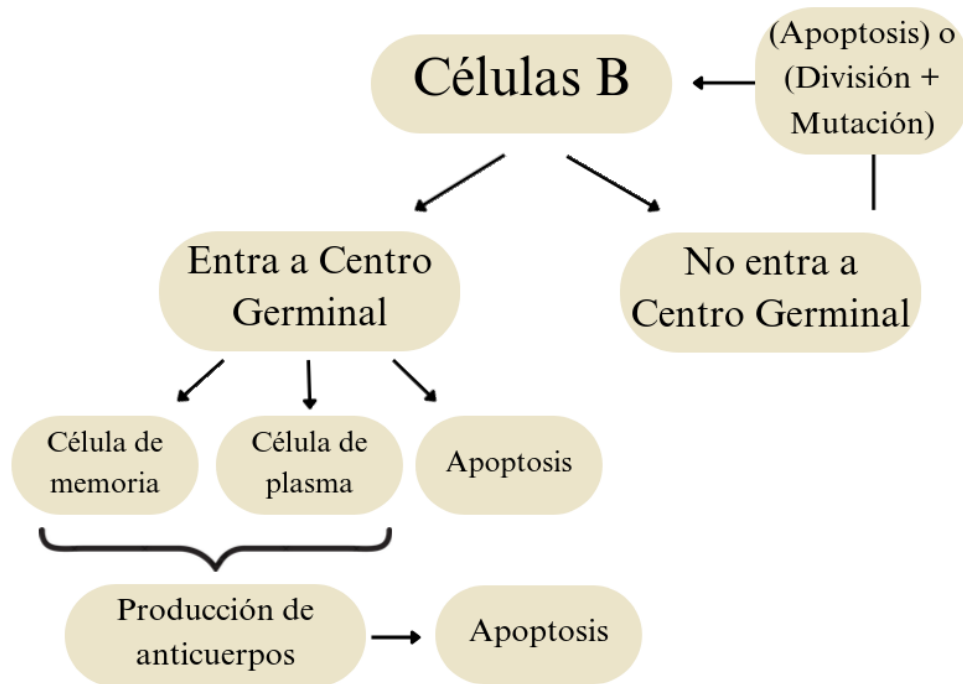 Células B
(Apoptosis) o
(División +
Mutación)
Entra a Centro
Germinal
No entra a
Centro Germinal
Célula de
memoria
Célula de
plasma
Apoptosis
Producción de
anticuerpos
Apoptosis